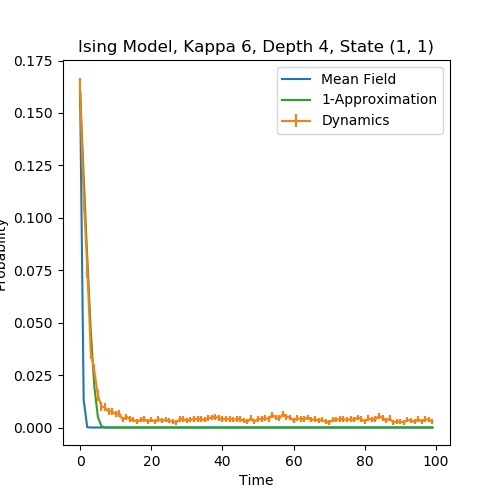 Ising Model, Kappa 6, Depth 4, State (1, 1)
Mean Field
1-Approximation
Dynamics
0.175
0.150
0.125
0.100
0.075
0.050
0.025
0.000
Probability
0
20
40
60
80
100
Time